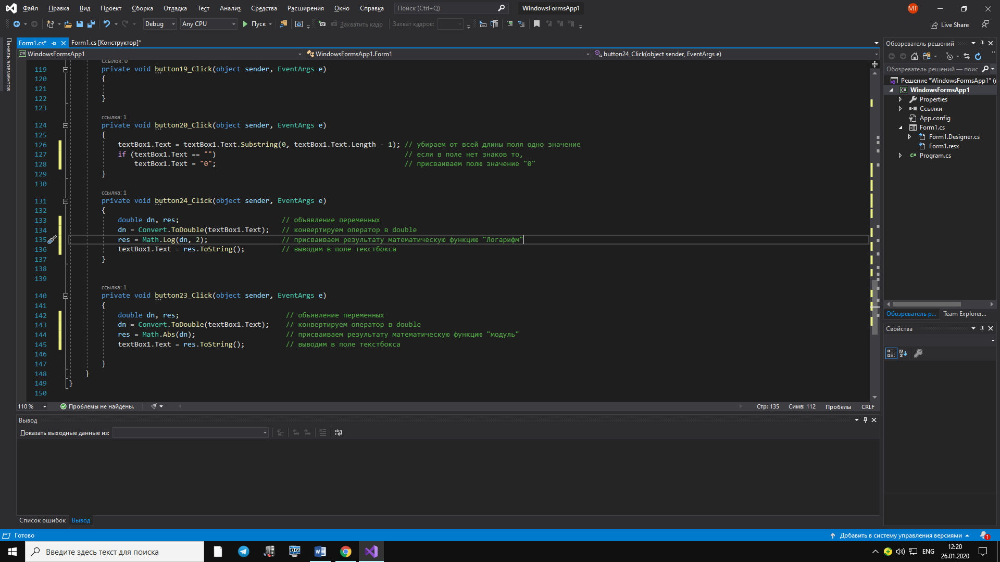 Файл Правка Вид Проект Сборка Отладка Тест Анализ Средства Расширения Окно Справка Поиск (Ctrl+Q) WindowsFormsApp1 МГ
Debug Any CPU Пуск Захватить кадр Захват кадров: Live Share
Панель элементов
Form1.cs* Form1.cs [Конструктор]*
WindowsFormsApp1 WindowsFormsApp1.Form1 button24_Click(object sender, EventArgs e)
Ссылок: 0
119 private void button19_Click(object sender, EventArgs e)
120 {
121
122 }
123
ссылка: 1
124 private void button20_Click(object sender, EventArgs e)
125 {
126 textBox1.Text = textBox1.Text.Substring(0, textBox1.Text.Length - 1); // убираем от всей длины поля одно значение
127 if (textBox1.Text == "") // если в поле нет знаков то,
128 textBox1.Text = "0"; // присваиваем полю значение "0"
129 }
130
ссылка: 1
131 private void button24_Click(object sender, EventArgs e)
132 {
133 double dn, res; // объявление переменных
134 dn = Convert.ToDouble(textBox1.Text); // конвертируем оператор в double
135 res = Math.Log(dn, 2); // присваиваем результату математическую функцию "Логарифм"
136 textBox1.Text = res.ToString(); // выводим в поле текстбокса
137 }
138
139
ссылка: 1
140 private void button23_Click(object sender, EventArgs e)
141 {
142 double dn, res; // объявление переменных
143 dn = Convert.ToDouble(textBox1.Text); // конвертируем оператор в double
144 res = Math.Abs(dn); // присваиваем результату математическую функцию "модуль"
145 textBox1.Text = res.ToString(); // выводим в поле текстбокса
146
147 }
148 }
149 }
150
110 % Проблемы не найдены. Стр: 135 Симв: 112 Пробелы CRLF
Вывод
Показать выходные данные из:
Список ошибок Вывод
Обозреватель решений
Обозреватель решений — поис
Решение "WindowsFormsApp1" (
WindowsFormsApp1
Properties
Ссылки
App.config
Form1.cs
Form1.Designer.cs
Form1.resx
Program.cs
Обозреватель р... Team Explorer...
Свойства
Готово Добавить в систему управления версиями 1
Введите здесь текст для поиска ENG 12:20
26.01.2020